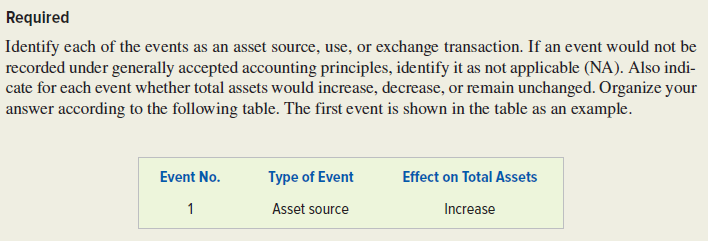 Required
Identify each of the events as an asset source, use, or exchange transaction. If an event would not be
recorded under generally accepted accounting principles, identify it as not applicable (NA). Also indi-
cate for each event whether total assets would increase, decrease, or remain unchanged. Organize your
answer according to the following table. The first event is shown in the table as an example.
Event No. Type of Event Effect on Total Assets
1 Asset source Increase